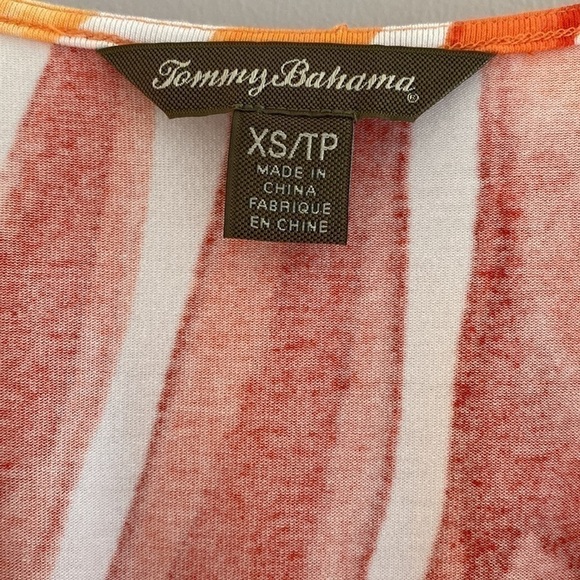 Tommy Bahama®
XS/TP
MADE IN
CHINA
FABRIQUE
EN CHINE